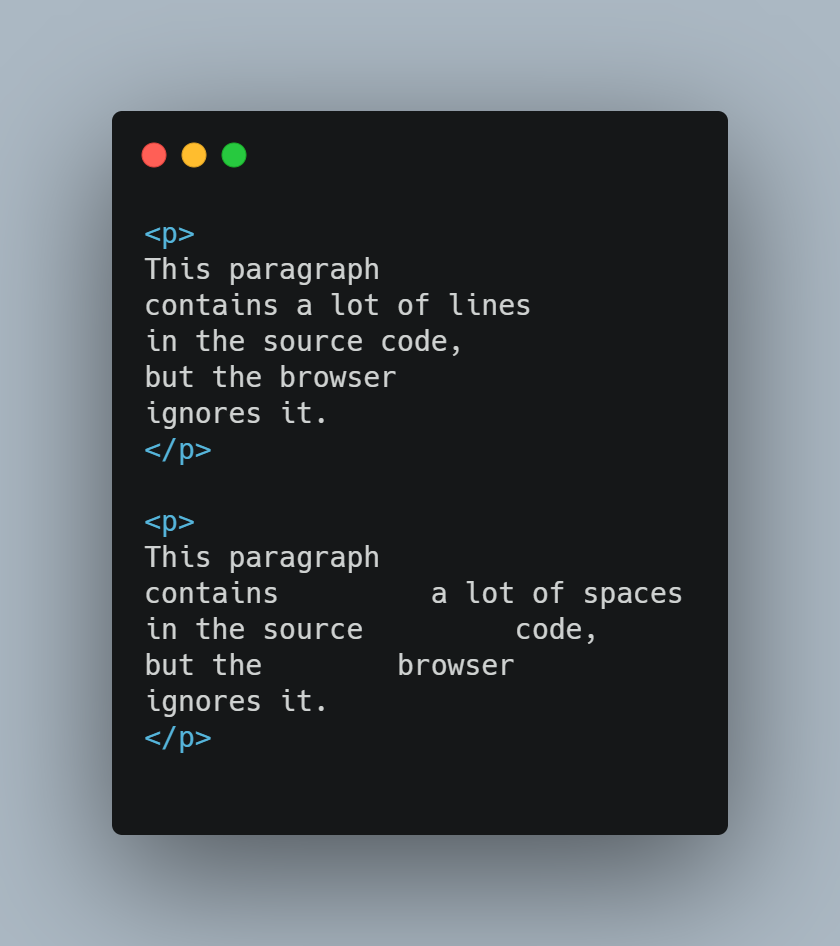 <p>
This paragraph
contains a lot of lines
in the source code,
but the browser
ignores it.
</p>

<p>
This paragraph
contains         a lot of spaces
in the source         code,
but the        browser
ignores it.
</p>